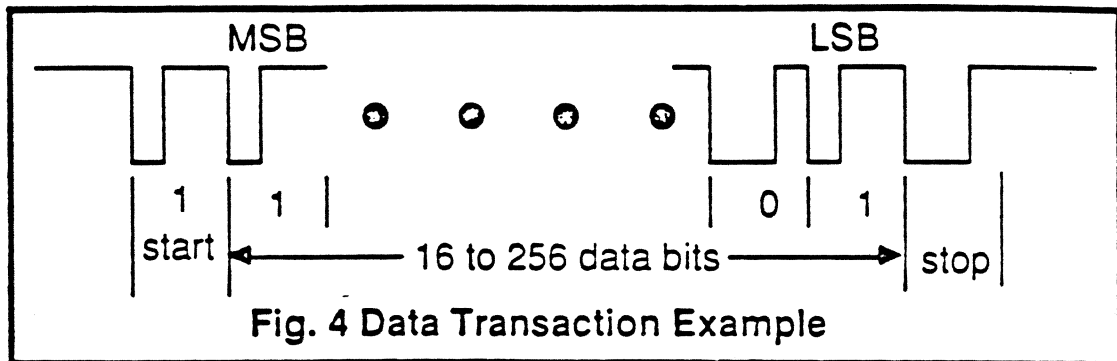 MSB LSB
1 1 0 1
start 16 to 256 data bits stop
Fig. 4 Data Transaction Example